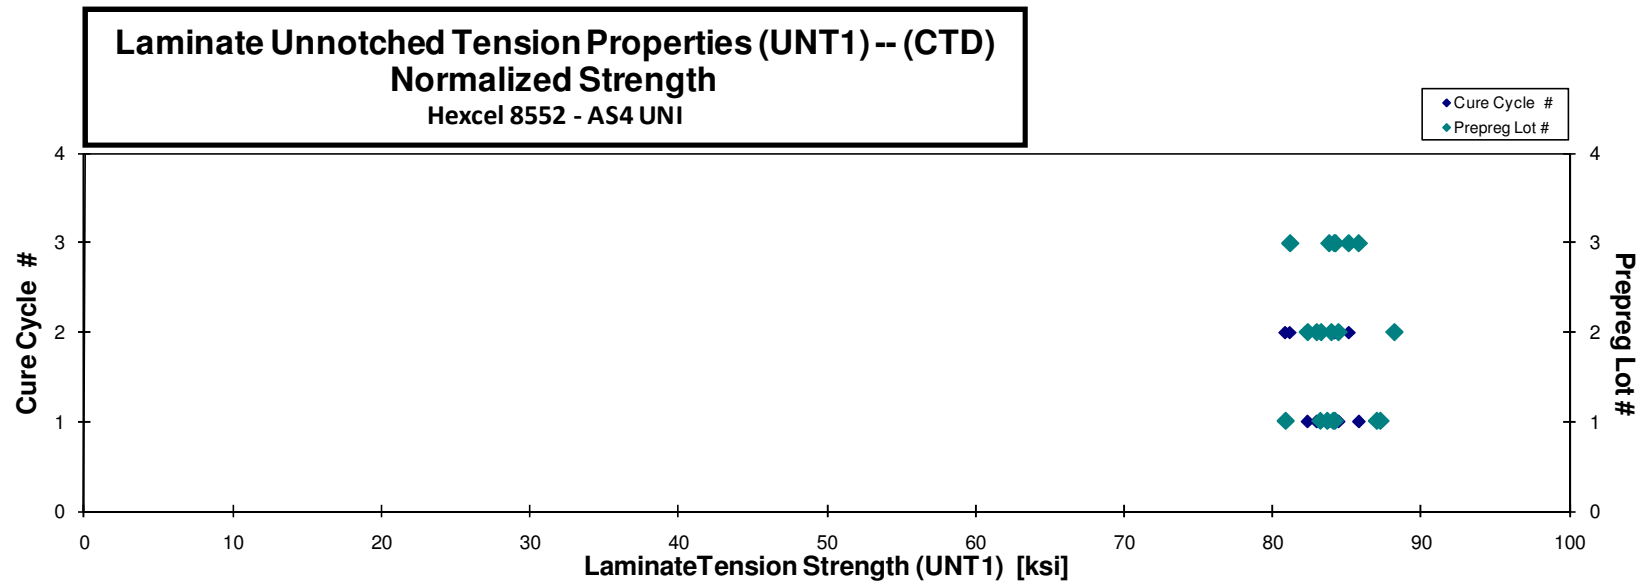 Laminate Unnotched Tension Properties (UNT1) -- (CTD)
Normalized Strength
Hexcel 8552 - AS4 UNI
Cure Cycle #
Prepreg Lot #
4
3
2
1
0
Cure Cycle #
4
3
2
1
0
Prepreg Lot #
0 10 20 30 40 50 60 70 80 90 100
LaminateTension Strength (UNT1) [ksi]